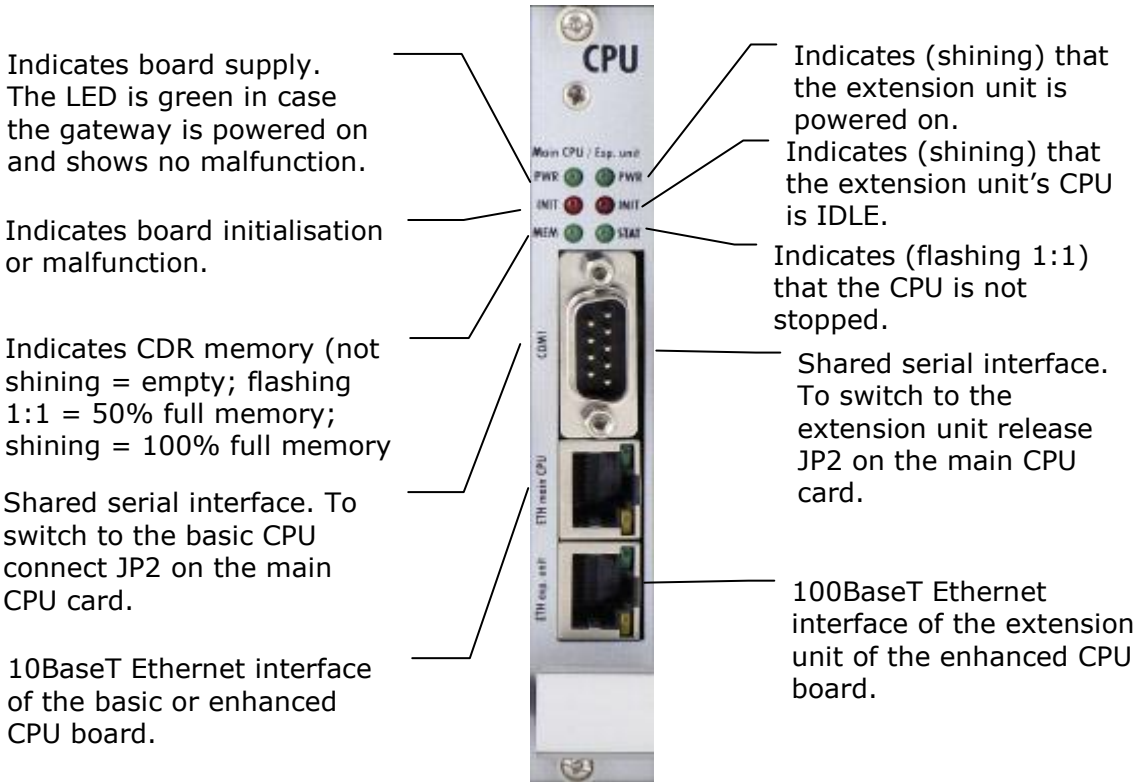 Indicates board supply.
The LED is green in case
the gateway is powered on
and shows no malfunction.
Indicates board initialisation
or malfunction.
Indicates CDR memory (not
shining = empty; flashing
1:1 = 50% full memory;
shining = 100% full memory
Shared serial interface. To
switch to the basic CPU
connect JP2 on the main
CPU card.
10BaseT Ethernet interface
of the basic or enhanced
CPU board.
CPU
Main CPU / Exp. unit
PWR PWR
INIT INIT
MEM STAT
COM1
ETH main CPU
ETH exp. unit
Indicates (shining) that
the extension unit is
powered on.
Indicates (shining) that
the extension unit's CPU
is IDLE.
Indicates (flashing 1:1)
that the CPU is not
stopped.
Shared serial interface.
To switch to the
extension unit release
JP2 on the main CPU
card.
100BaseT Ethernet
interface of the extension
unit of the enhanced CPU
board.